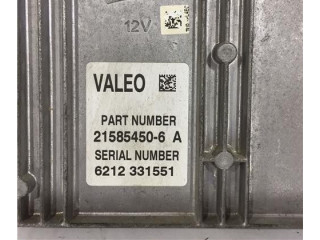 12V
VALEO
PART NUMBER
21585450-6 A
SERIAL NUMBER
6212 331551